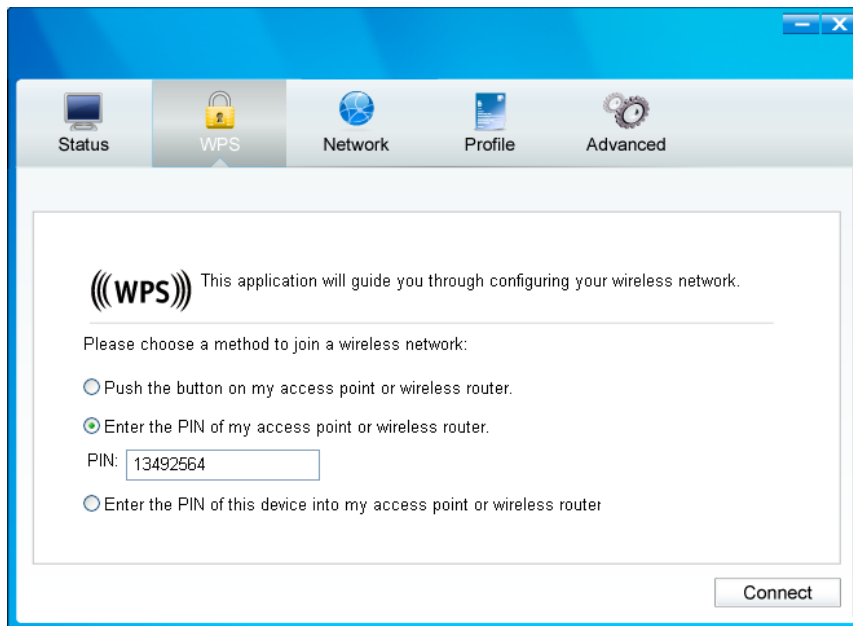 Status WPS Network Profile Advanced
(((WPS))) This application will guide you through configuring your wireless network.
Please choose a method to join a wireless network:
Push the button on my access point or wireless router.
Enter the PIN of my access point or wireless router.
PIN: 13492564
Enter the PIN of this device into my access point or wireless router
Connect